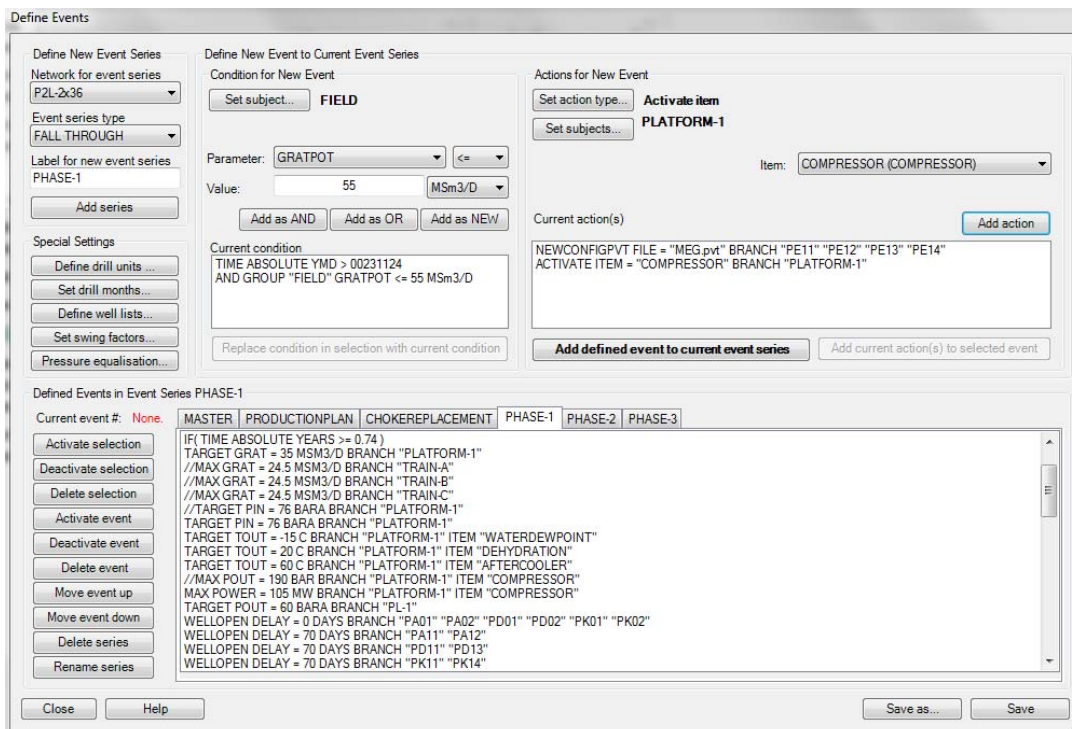 Define Events
Define New Event Series
Network for event series
P2L-2x36
Event series type
FALL THROUGH
Label for new event series
PHASE-1
Add series
Special Settings
Define drill units ...
Set drill months...
Define well lists...
Set swing factors...
Pressure equalisation...
Define New Event to Current Event Series
Condition for New Event
Set subject... FIELD
Parameter: GRATPOT <=
Value: 55 MSm3/D
Add as AND Add as OR Add as NEW
Current condition
TIME ABSOLUTE YMD > 00231124
AND GROUP "FIELD" GRATPOT <= 55 MSm3/D
Replace condition in selection with current condition
Actions for New Event
Set action type... Activate item
Set subjects... PLATFORM-1
Item: COMPRESSOR (COMPRESSOR)
Current action(s) Add action
NEWCONFIGPVT FILE = "MEG.pvt" BRANCH "PE11" "PE12" "PE13" "PE14"
ACTIVATE ITEM = "COMPRESSOR" BRANCH "PLATFORM-1"
Add defined event to current event series Add current action(s) to selected event
Defined Events in Event Series PHASE-1
Current event #: None.
Activate selection
Deactivate selection
Delete selection
Activate event
Deactivate event
Delete event
Move event up
Move event down
Delete series
Rename series
MASTER PRODUCTIONPLAN CHOKEREPLACEMENT PHASE-1 PHASE-2 PHASE-3
IF( TIME ABSOLUTE YEARS >= 0.74 )
TARGET GRAT = 35 MSM3/D BRANCH "PLATFORM-1"
//MAX GRAT = 24.5 MSM3/D BRANCH "TRAIN-A"
//MAX GRAT = 24.5 MSM3/D BRANCH "TRAIN-B"
//MAX GRAT = 24.5 MSM3/D BRANCH "TRAIN-C"
//TARGET PIN = 76 BARA BRANCH "PLATFORM-1"
TARGET PIN = 76 BARA BRANCH "PLATFORM-1"
TARGET TOUT = -15 C BRANCH "PLATFORM-1" ITEM "WATERDEWPOINT"
TARGET TOUT = 20 C BRANCH "PLATFORM-1" ITEM "DEHYDRATION"
TARGET TOUT = 60 C BRANCH "PLATFORM-1" ITEM "AFTERCOOLER"
//MAX POUT = 190 BAR BRANCH "PLATFORM-1" ITEM "COMPRESSOR"
MAX POWER = 105 MW BRANCH "PLATFORM-1" ITEM "COMPRESSOR"
TARGET POUT = 60 BARA BRANCH "PL-1"
WELLOPEN DELAY = 0 DAYS BRANCH "PA01" "PA02" "PD01" "PD02" "PK01" "PK02"
WELLOPEN DELAY = 70 DAYS BRANCH "PA11" "PA12"
WELLOPEN DELAY = 70 DAYS BRANCH "PD11" "PD13"
WELLOPEN DELAY = 70 DAYS BRANCH "PK11" "PK14"
Close Help Save as... Save